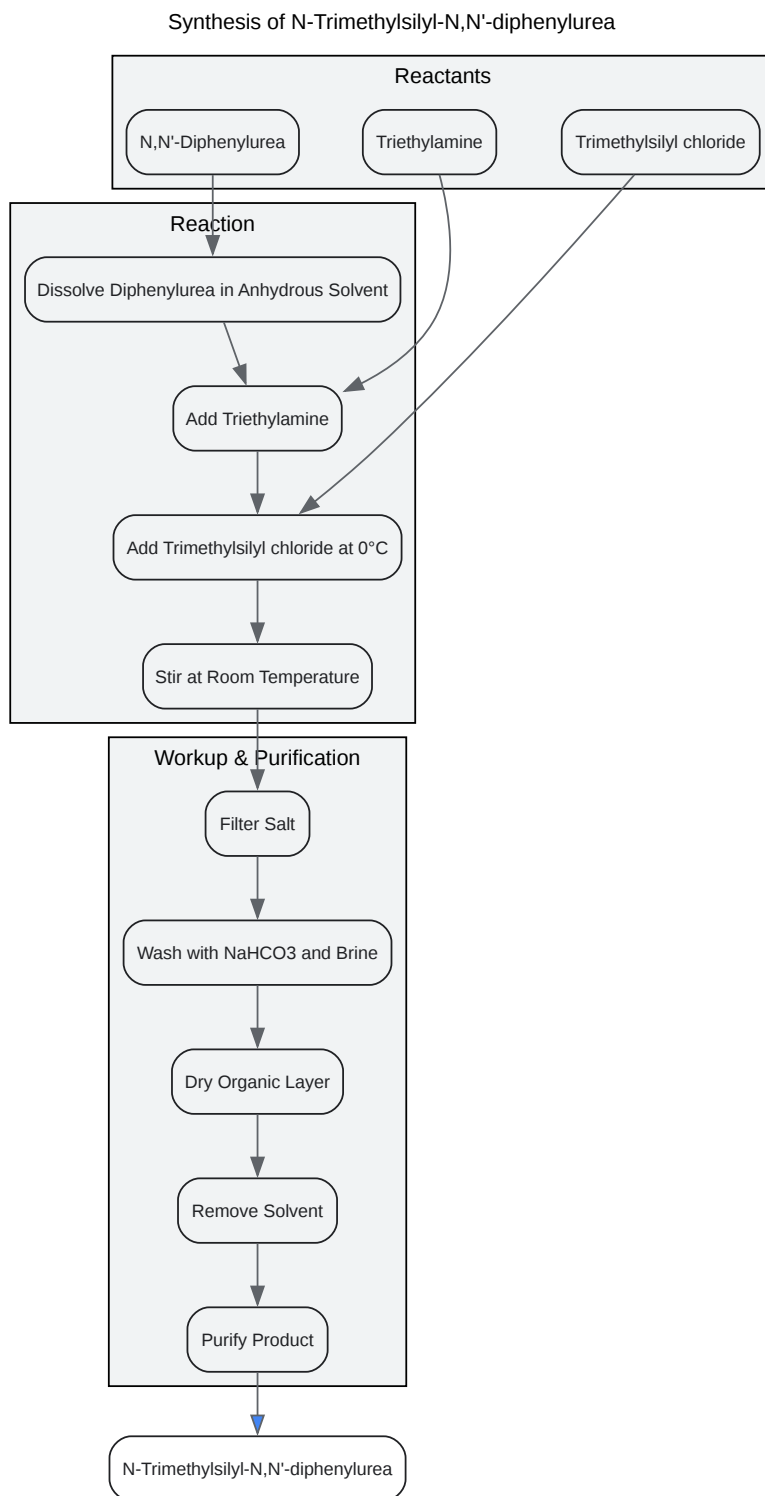 Synthesis of N-Trimethylsilyl-N,N'-diphenylurea
Reactants
N,N'-Diphenylurea
Triethylamine
Trimethylsilyl chloride
Reaction
Dissolve Diphenylurea in Anhydrous Solvent
Add Triethylamine
Add Trimethylsilyl chloride at 0°C
Stir at Room Temperature
Workup & Purification
Filter Salt
Wash with NaHCO3 and Brine
Dry Organic Layer
Remove Solvent
Purify Product
N-Trimethylsilyl-N,N'-diphenylurea